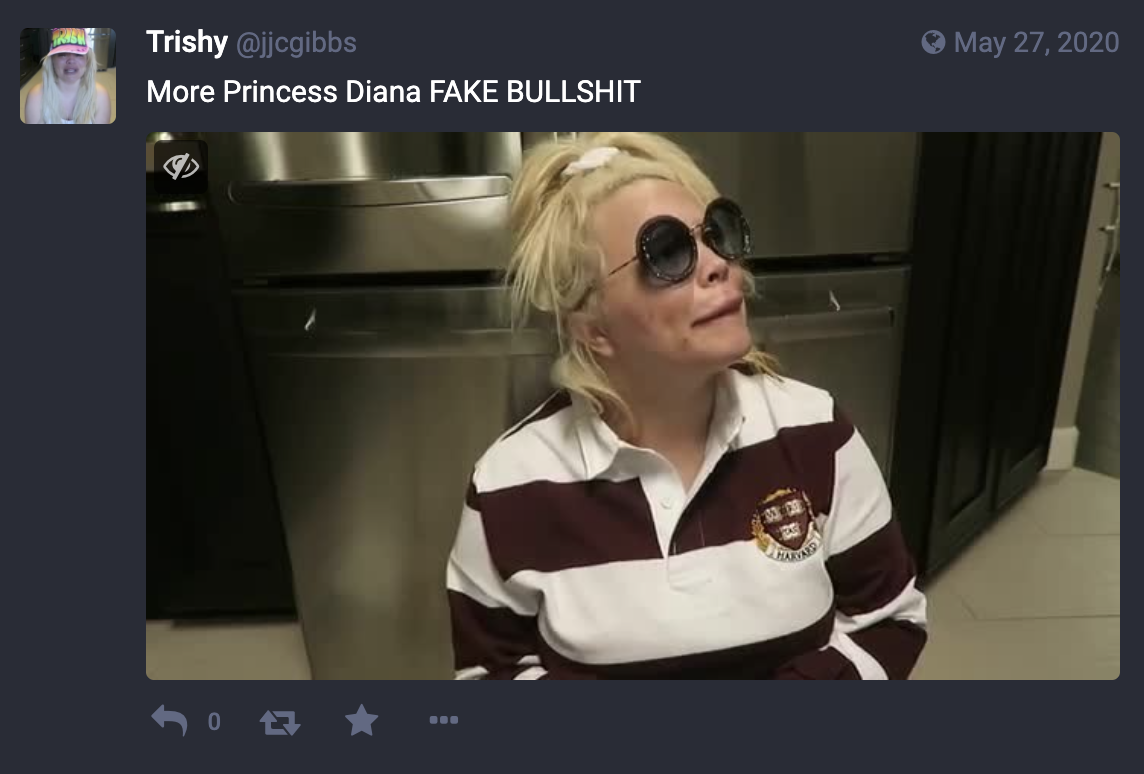 Trishy @jjcgibbs
May 27, 2020
More Princess Diana FAKE BULLSHIT
HARVARD
0